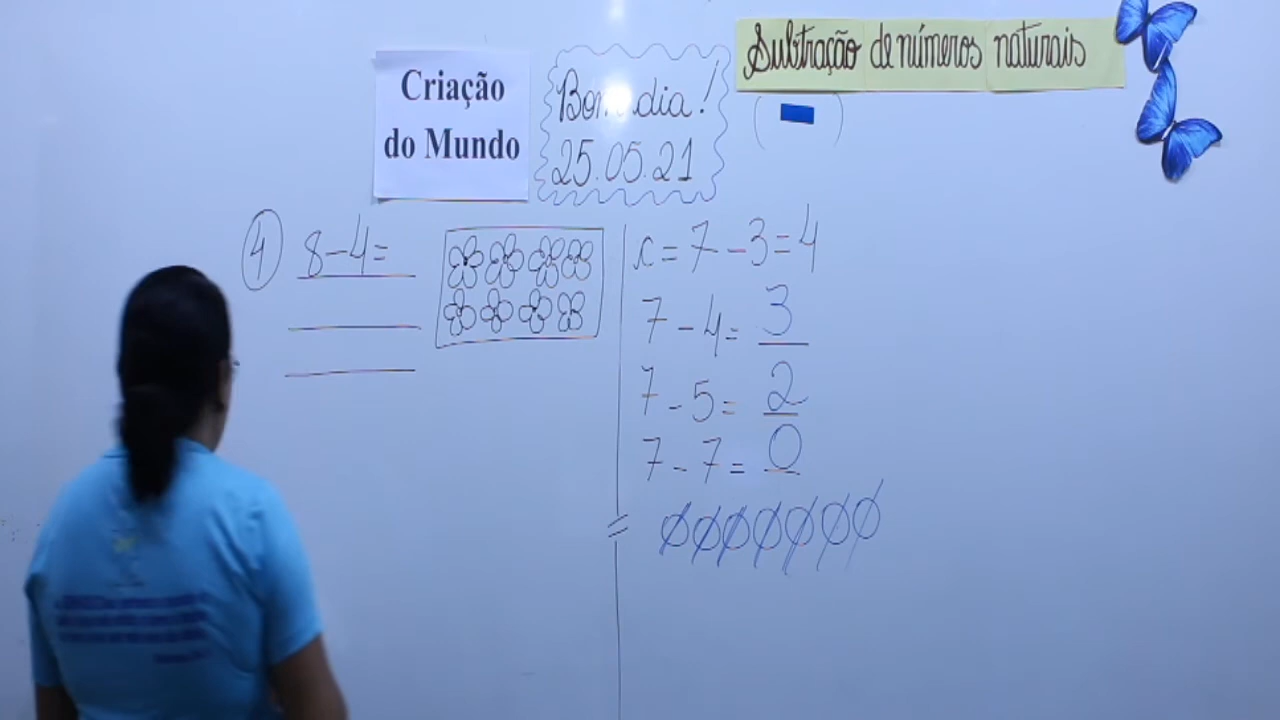 Criação
do Mundo
Bom dia!
25.05.21
Subtração de números naturais
(-)
4 8-4=
c=7-3=4
7-4=3
7-5=2
7-7=0